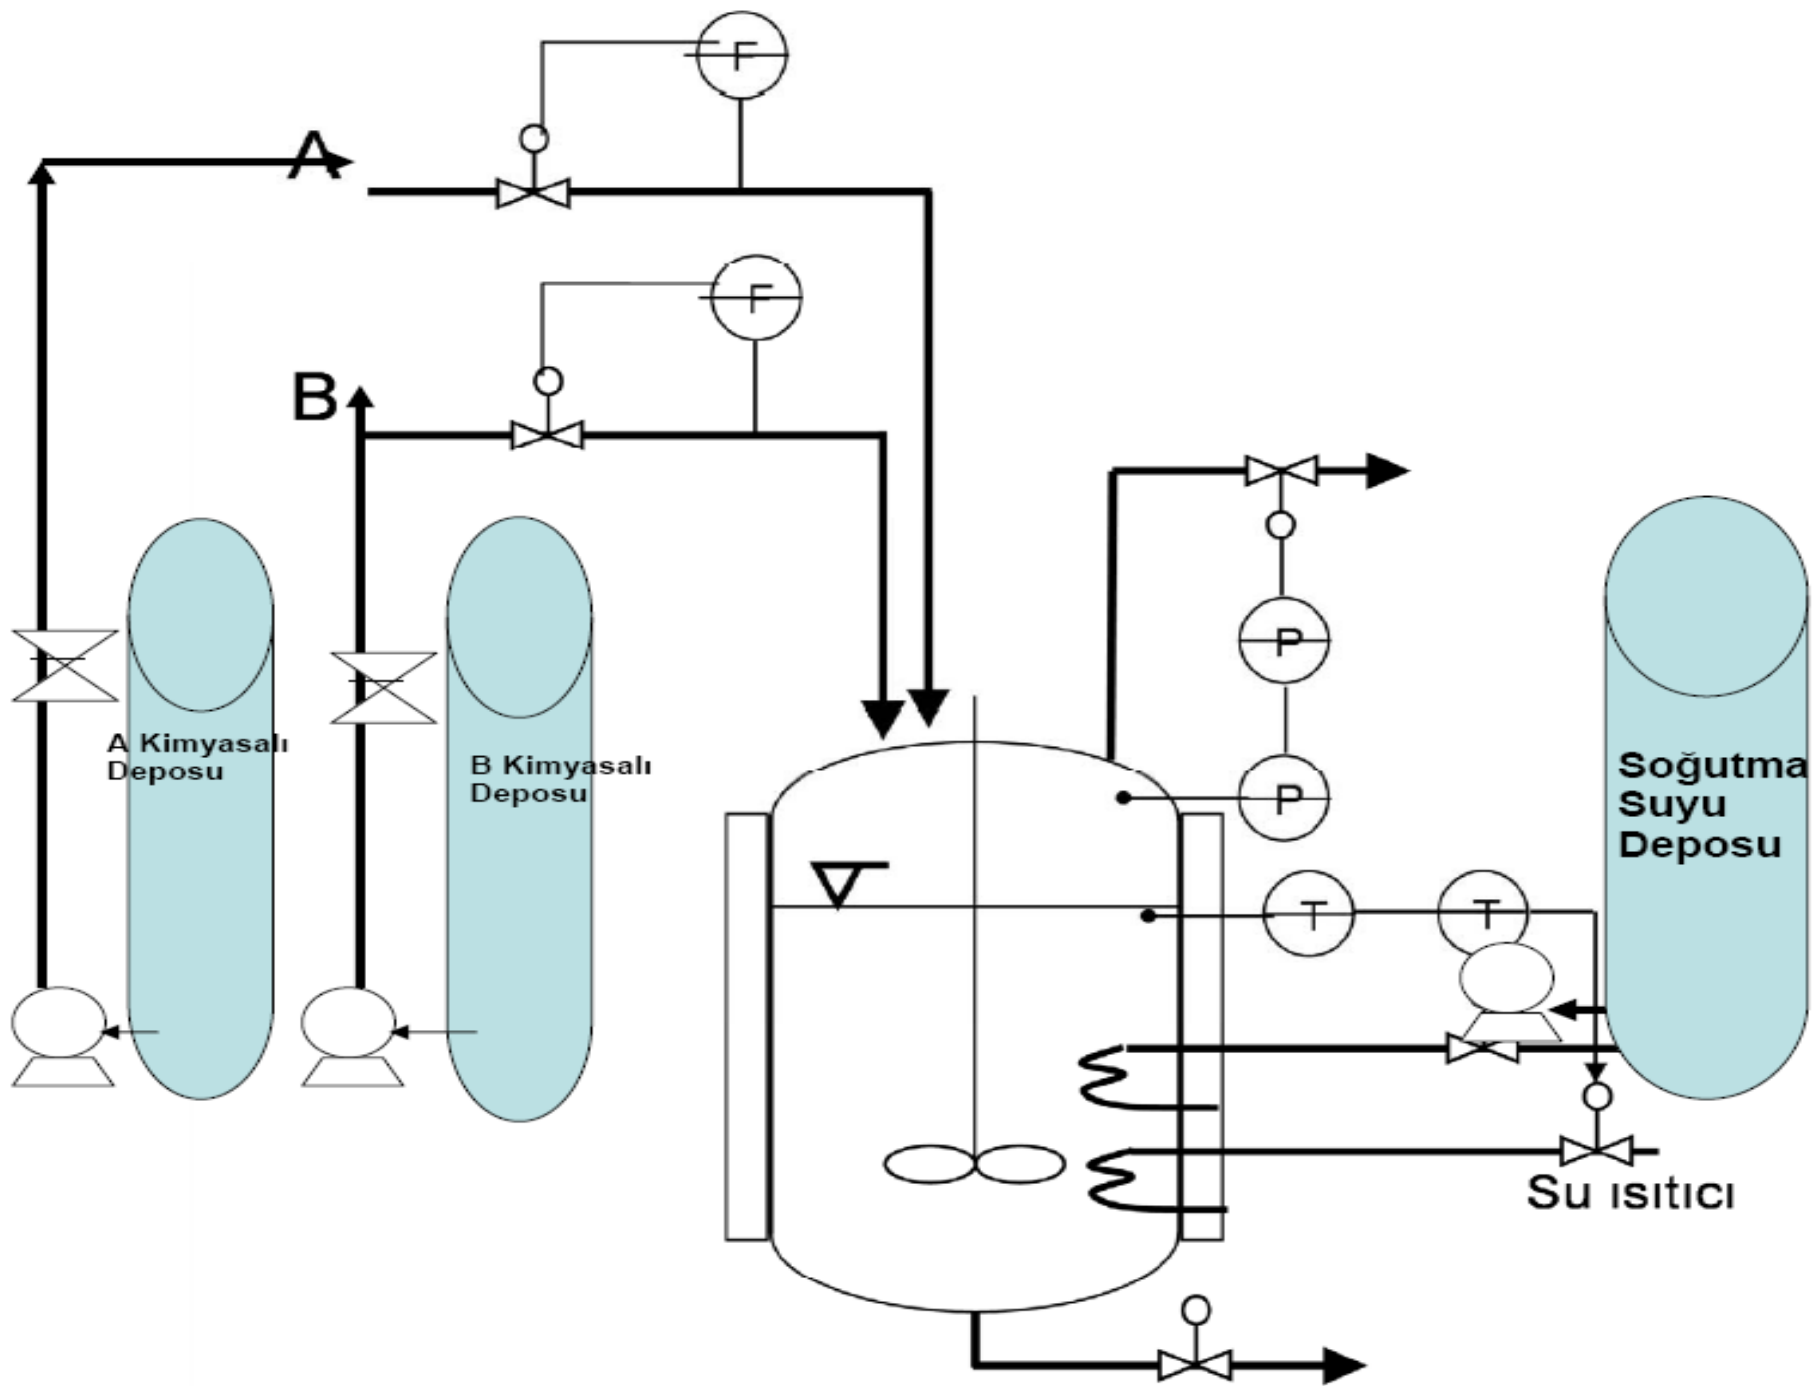 F
A
F
B
P
A Kimyasalı
Deposu
B Kimyasalı
Deposu
P
Soğutma
Suyu
Deposu
T
T
Su ısıtıcı